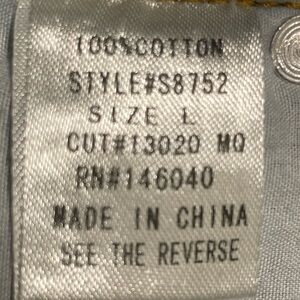 100%COTTON
STYLE#S8752
SIZE L
CUT#13020 MQ
RN#146040
MADE IN CHINA
SEE THE REVERSE